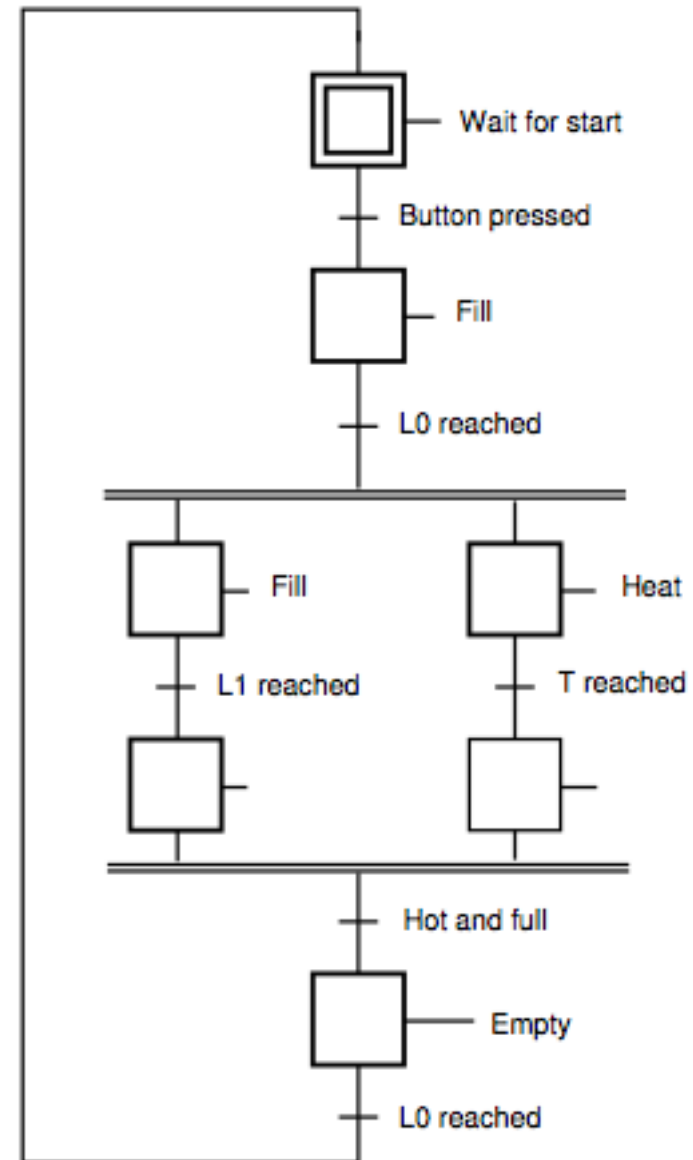 Wait for start
Button pressed
Fill
L0 reached
Fill
Heat
L1 reached
T reached
Hot and full
Empty
L0 reached